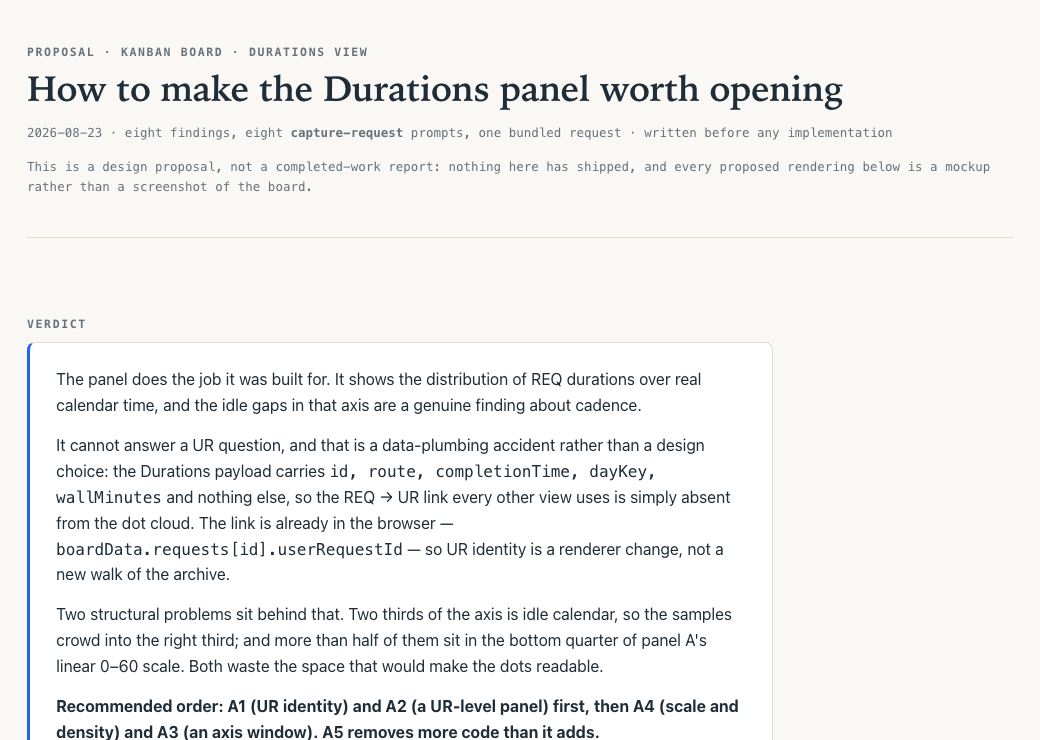 PROPOSAL · KANBAN BOARD · DURATIONS VIEW
How to make the Durations panel worth opening
2026-08-23 · eight findings, eight capture-request prompts, one bundled request · written before any implementation
This is a design proposal, not a completed-work report: nothing here has shipped, and every proposed rendering below is a mockup
rather than a screenshot of the board.
VERDICT
The panel does the job it was built for. It shows the distribution of REQ durations over real
calendar time, and the idle gaps in that axis are a genuine finding about cadence.
It cannot answer a UR question, and that is a data-plumbing accident rather than a design
choice: the Durations payload carries id, route, completionTime, dayKey,
wallMinutes and nothing else, so the REQ → UR link every other view uses is simply absent
from the dot cloud. The link is already in the browser —
boardData.requests[id].userRequestId — so UR identity is a renderer change, not a
new walk of the archive.
Two structural problems sit behind that. Two thirds of the axis is idle calendar, so the samples
crowd into the right third; and more than half of them sit in the bottom quarter of panel A's
linear 0–60 scale. Both waste the space that would make the dots readable.
Recommended order: A1 (UR identity) and A2 (a UR-level panel) first, then A4 (scale and
density) and A3 (an axis window). A5 removes more code than it adds.